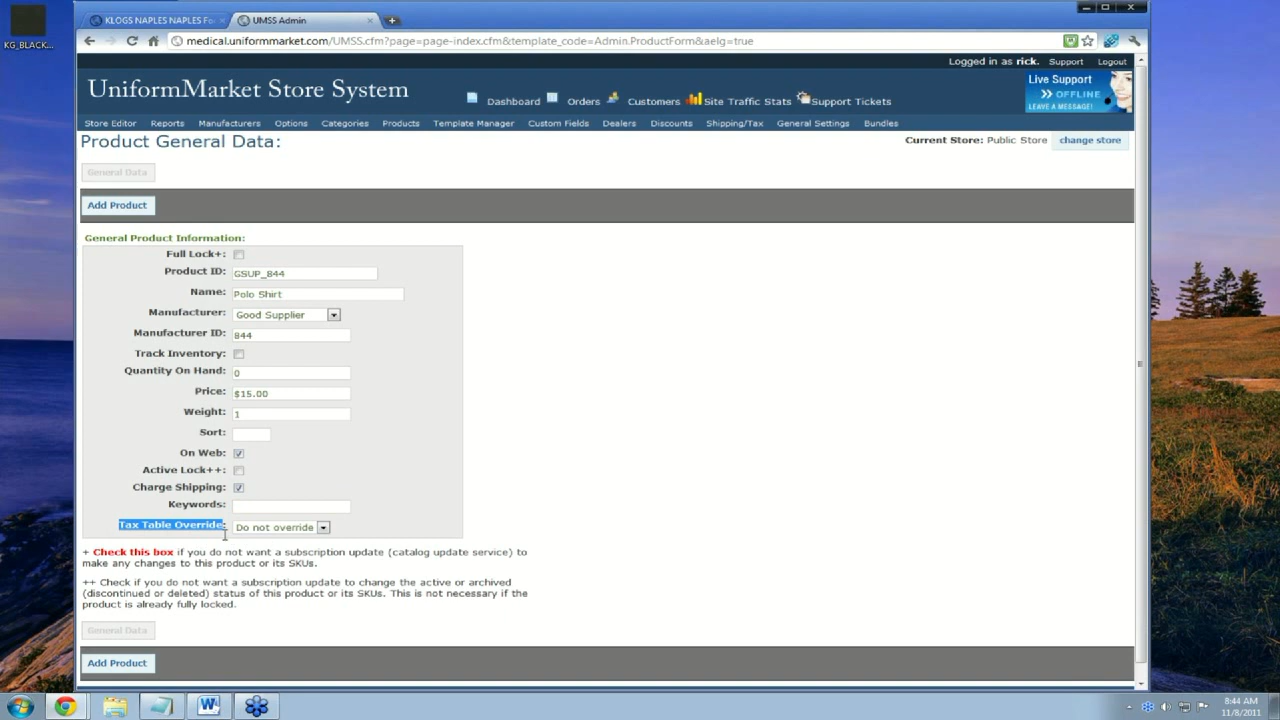 KG_BLACK...
KLOGS NAPLES NAPLES Fo
UMSS Admin
medical.uniformmarket.com/UMSS.cfm?page=page-index.cfm&template_code=Admin.ProductForm&aelg=true
Logged in as rick. Support Logout
UniformMarket Store System
Dashboard Orders Customers Site Traffic Stats Support Tickets
Live Support
>> OFFLINE
LEAVE A MESSAGE!
Store Editor Reports Manufacturers Options Categories Products Template Manager Custom Fields Dealers Discounts Shipping/Tax General Settings Bundles
Product General Data:
Current Store: Public Store change store
General Data
Add Product
General Product Information:
Full Lock+:
Product ID: GSUP_844
Name: Polo Shirt
Manufacturer: Good Supplier
Manufacturer ID: 844
Track Inventory:
Quantity On Hand: 0
Price: $15.00
Weight: 1
Sort:
On Web:
Active Lock++:
Charge Shipping:
Keywords:
Tax Table Override: Do not override
+ Check this box if you do not want a subscription update (catalog update service) to
make any changes to this product or its SKUs.
++ Check if you do not want a subscription update to change the active or archived
(discontinued or deleted) status of this product or its SKUs. This is not necessary if the
product is already fully locked.
General Data
Add Product
8:44 AM
11/8/2011